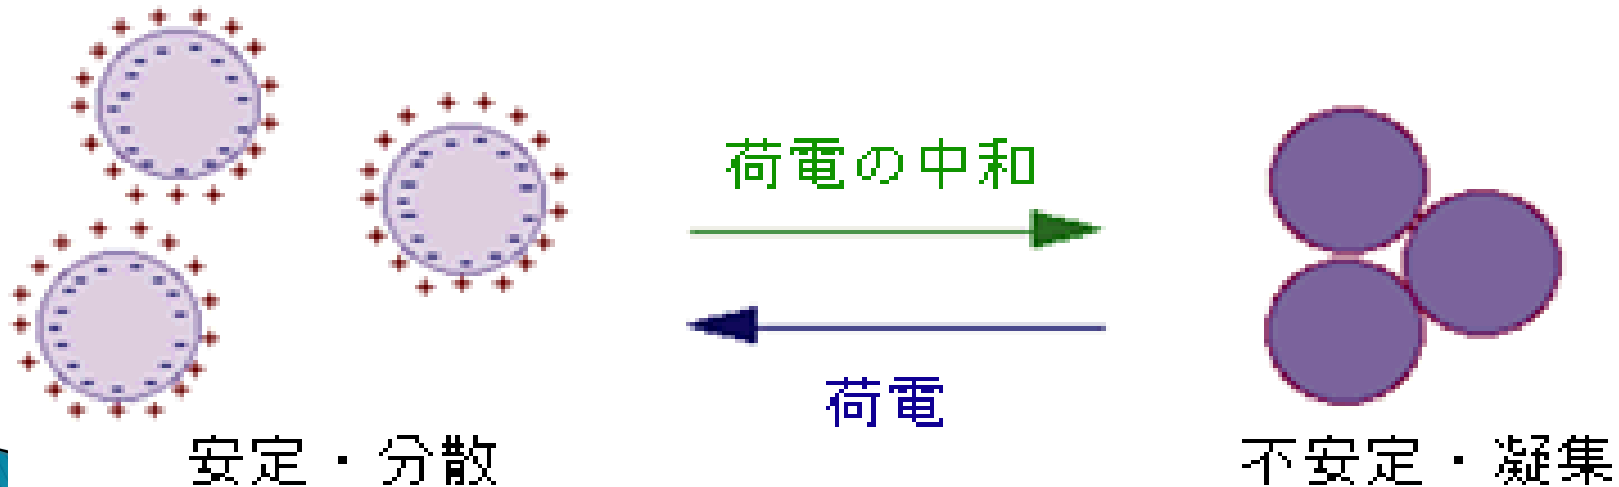 荷電の中和
荷電
安定・分散
不安定・凝集